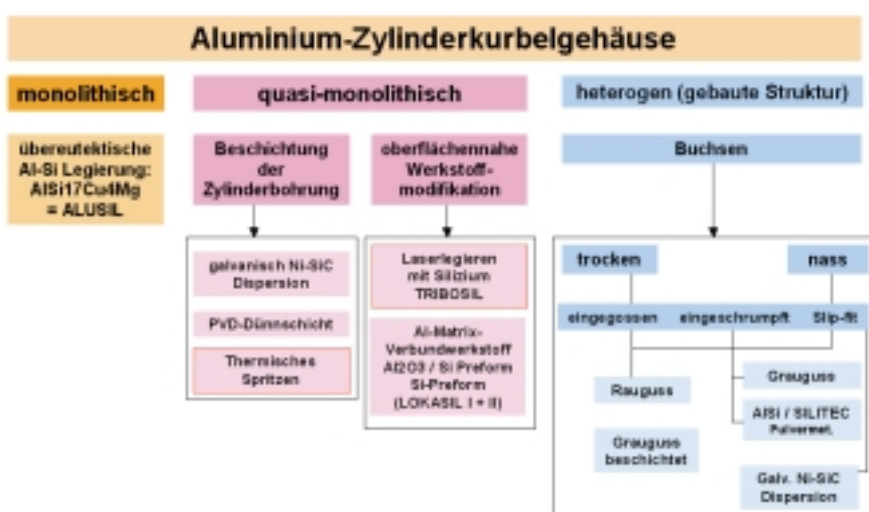 Aluminium-Zylinderkurbelgehäuse
monolithisch
quasi-monolithisch
heterogen (gebaute Struktur)
übereutektische
Al-Si Legierung:
AlSi17Cu4Mg
= ALUSIL
Beschichtung
der
Zylinderbohrung
oberflächennahe
Werkstoff-
modifikation
Buchsen
galvanisch Ni-SiC
Dispersion
PVD-Dünnschicht
Thermisches
Spritzen
Laserlegieren
mit Silizium
TRIBOSIL
Al-Matrix-
Verbundwerkstoff
Al2O3 / Si Preform
Si-Preform
(LOKASIL I + II)
trocken
nass
eingegossen
eingeschrumpft
Slip-fit
Rauguss
Grauguss
beschichtet
Grauguss
AlSi / SILITEC
Pulvermet.
Galv. Ni-SiC
Dispersion